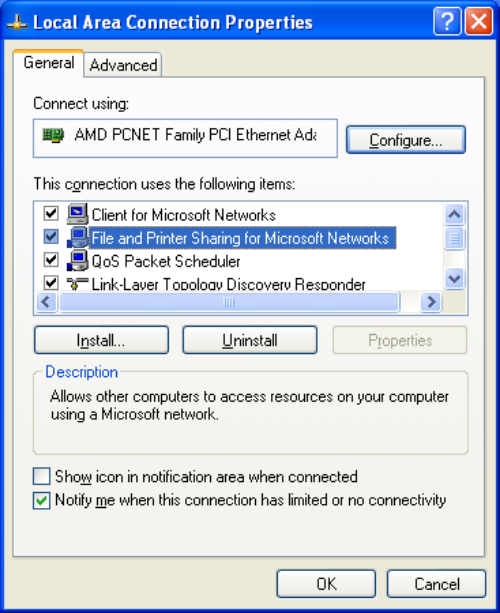 Local Area Connection Properties
General Advanced
Connect using:
AMD PCNET Family PCI Ethernet Ada
Configure...
This connection uses the following items:
Client for Microsoft Networks
File and Printer Sharing for Microsoft Networks
QoS Packet Scheduler
Link-Layer Topology Discovery Responder
Install... Uninstall Properties
Description
Allows other computers to access resources on your computer
using a Microsoft network.
Show icon in notification area when connected
Notify me when this connection has limited or no connectivity
OK Cancel